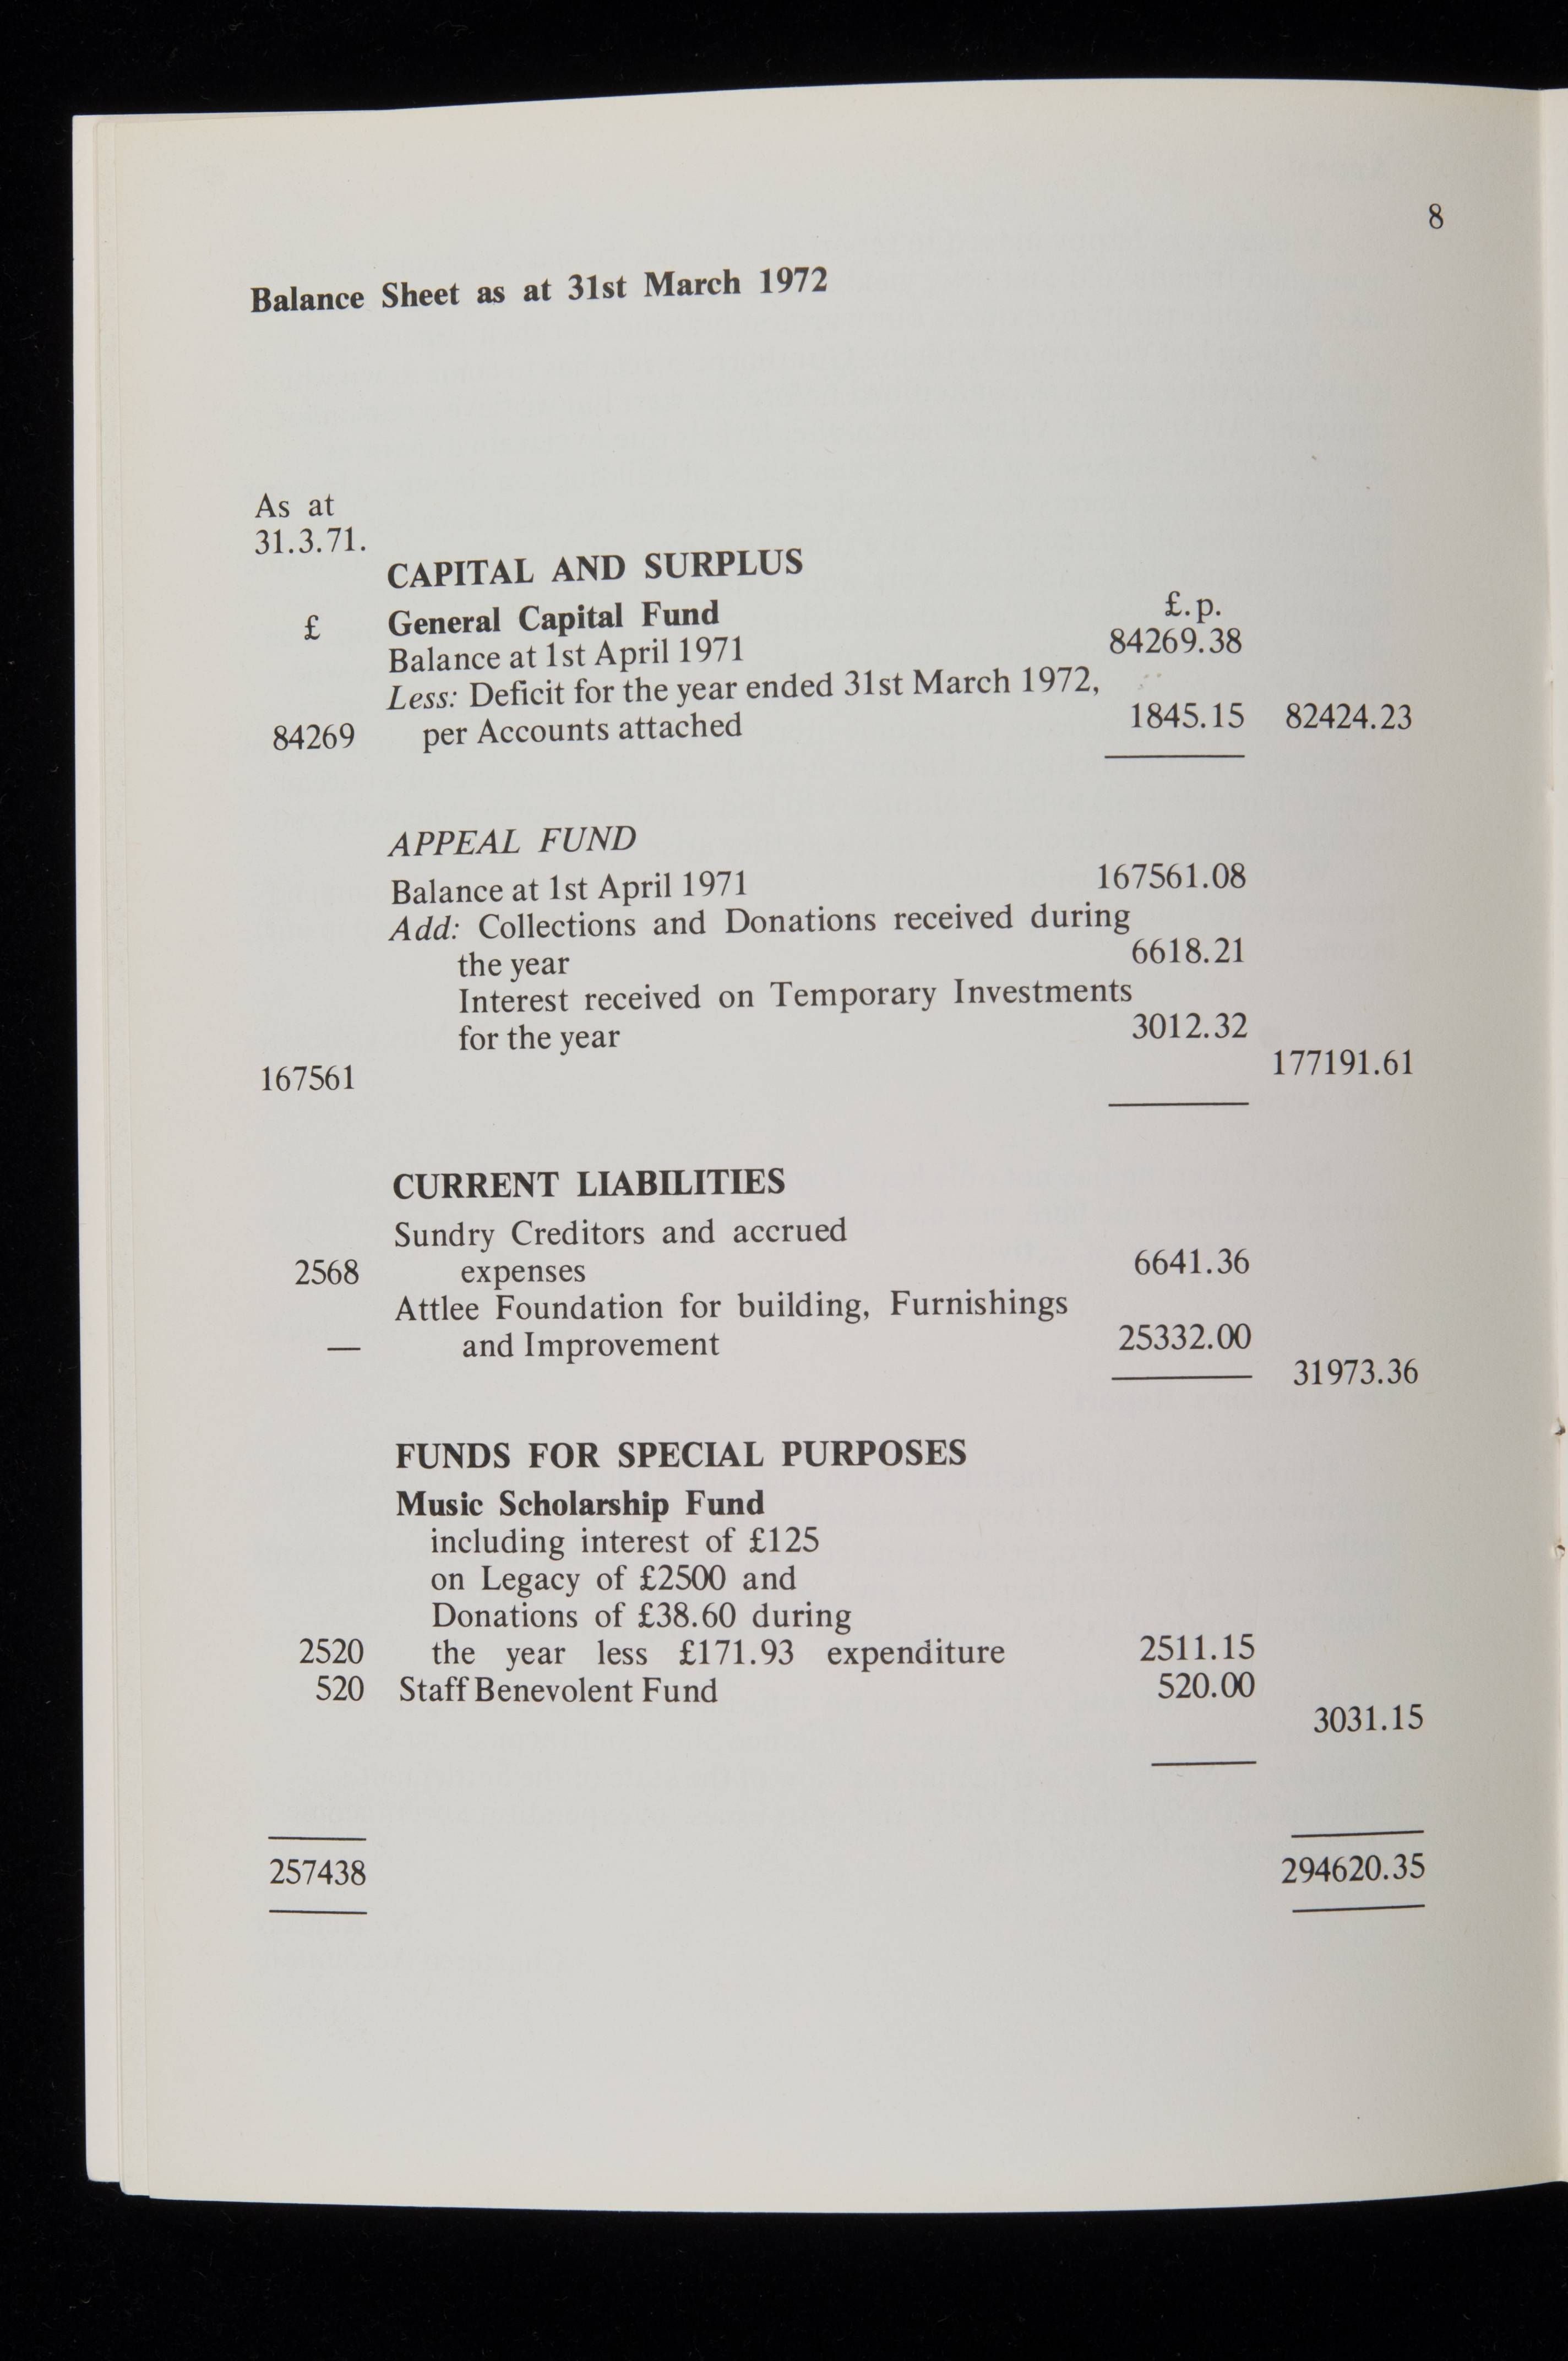 8
Balance Sheet as at 31st March 1972
As at
31.3.71.
CAPITAL AND SURPLUS
£ General Capital Fund £.p.
Balance at 1st April 1971 84269.38
Less: Deficit for the year ended 31st March 1972,
84269 per Accounts attached 1845.15 82424.23
APPEAL FUND
Balance at 1st April 1971 167561.08
Add: Collections and Donations received during
the year 6618.21
Interest received on Temporary Investments
for the year 3012.32
167561 177191.61
CURRENT LIABILITIES
Sundry Creditors and accrued
2568 expenses 6641.36
Attlee Foundation for building, Furnishings
— and Improvement 25332.00
31973.36
FUNDS FOR SPECIAL PURPOSES
Music Scholarship Fund
including interest of £125
on Legacy of £2500 and
Donations of £38.60 during
2520 the year less £171.93 expenditure 2511.15
520 Staff Benevolent Fund 520.00
3031.15
257438 294620.35